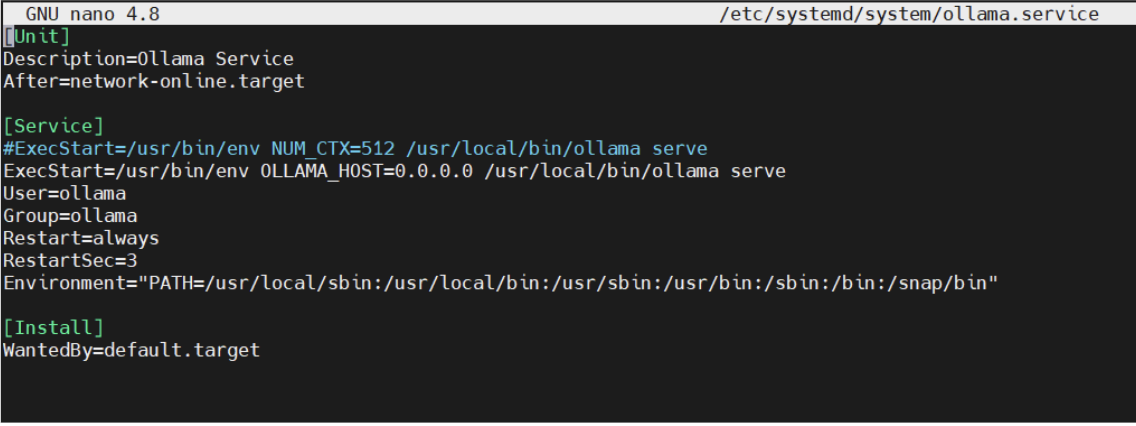 GNU nano 4.8 /etc/systemd/system/ollama.service
[Unit]
Description=Ollama Service
After=network-online.target
[Service]
#ExecStart=/usr/bin/env NUM_CTX=512 /usr/local/bin/ollama serve
ExecStart=/usr/bin/env OLLAMA_HOST=0.0.0.0 /usr/local/bin/ollama serve
User=ollama
Group=ollama
Restart=always
RestartSec=3
Environment="PATH=/usr/local/sbin:/usr/local/bin:/usr/sbin:/usr/bin:/sbin:/bin:/snap/bin"
[Install]
WantedBy=default.target